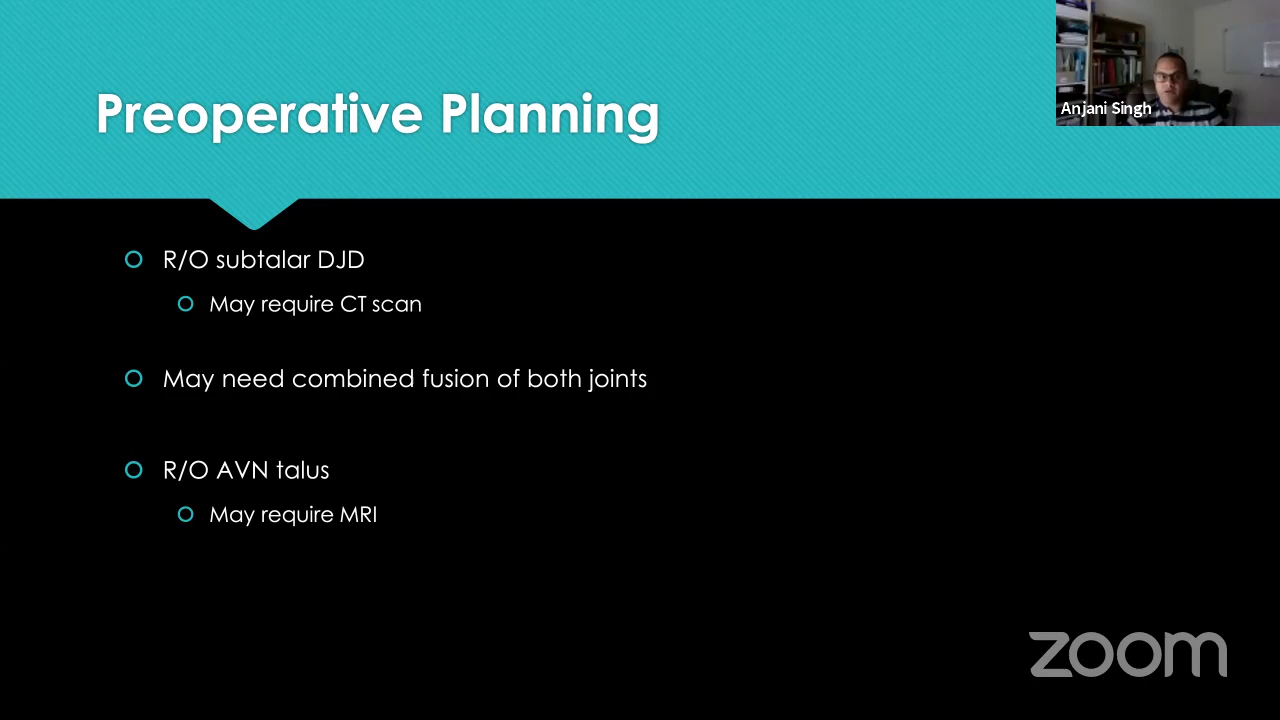 Preoperative Planning
Anjani Singh
R/O subtalar DJD
May require CT scan
May need combined fusion of both joints
R/O AVN talus
May require MRI
zoom